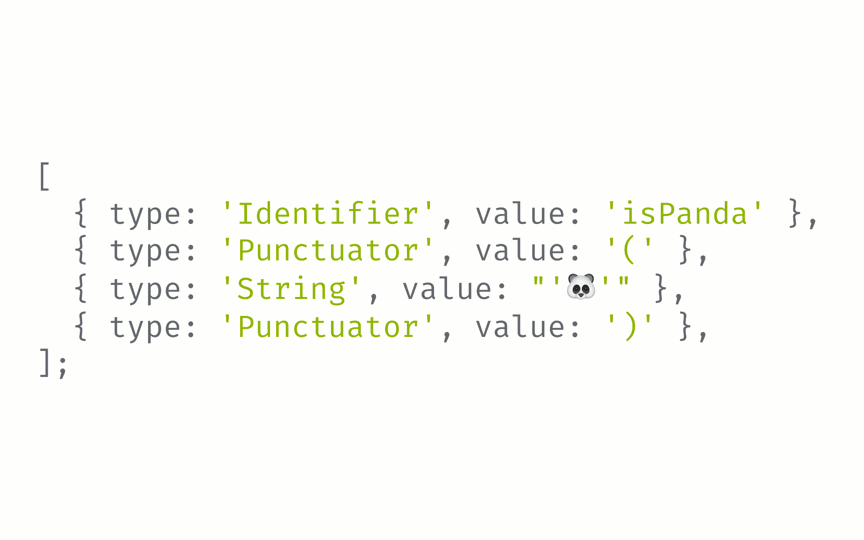 [
  { type: 'Identifier', value: 'isPanda' },
  { type: 'Punctuator', value: '(' },
  { type: 'String', value: "'🐼'" },
  { type: 'Punctuator', value: ')' },
];